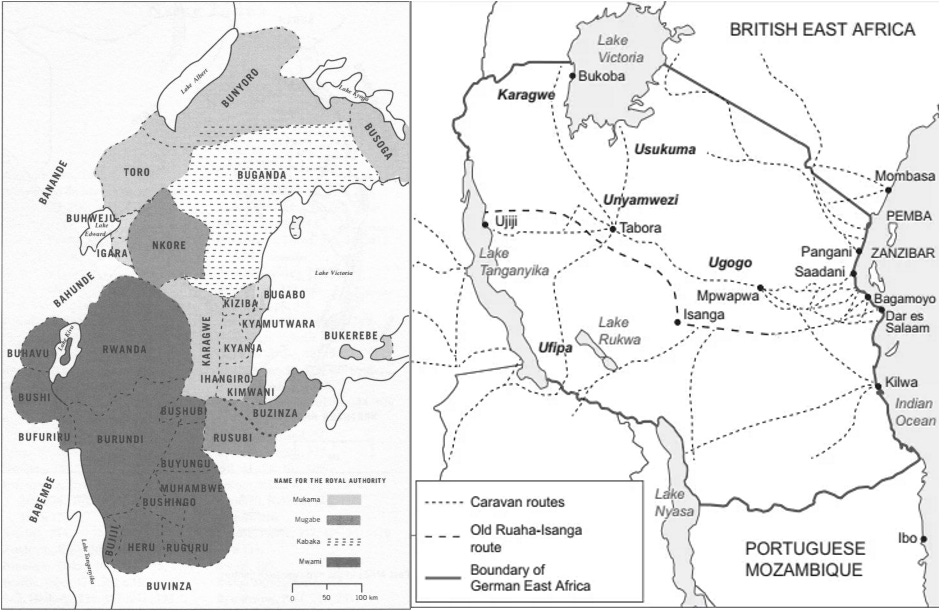 Lake Albert
BUNYORO
Lake Kyoga
BUSOGA
TORO
BUGANDA
BANANDE
BUHWEJU
Lake
Edward
IGARA
NKORE
BAHUNDE
Lake Victoria
KIZIBA
BUGABO
KARAGWE
KYAMUTWARA
KYANJA
BUKEREBE
RWANDA
Lake Kivu
BUHAVU
IHANGIRO
KIMWANI
BUSHI
BUSHUBI
BUZINZA
BUFURIRU
BURUNDI
RUSUBI
BUYUNGU
MUHAMBWE
BUSHINGO
BABEMBE
BUJIJI
HERU
RUGURU
Lake Tanganyika
BUVINZA
NAME FOR THE ROYAL AUTHORITY
Mukama
Mugabe
Kabaka
Mwami
0 50 100 km
BRITISH EAST AFRICA
Lake
Victoria
Bukoba
Karagwe
Usukuma
Mombasa
Unyamwezi
PEMBA
Ujiji
Tabora
Pangani
ZANZIBAR
Lake
Tanganyika
Ugogo
Saadani
Mpwapwa
Bagamoyo
Isanga
Dar es
Salaam
Lake
Rukwa
Ufipa
Kilwa
Indian
Ocean
Lake
Nyasa
Caravan routes
Old Ruaha-Isanga
route
Boundary of
German East Africa
Ibo
PORTUGUESE
MOZAMBIQUE